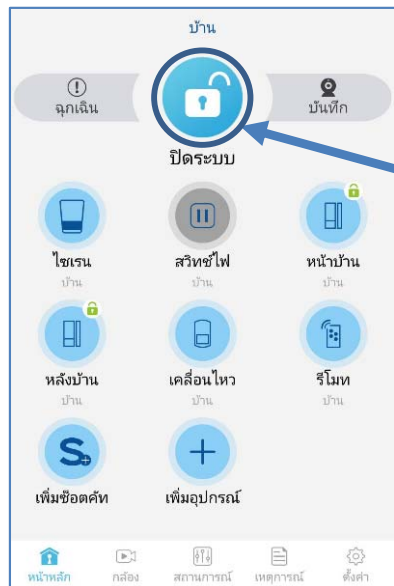 บ้าน
ฉุกเฉิน
บันทึก
ปิดระบบ
ไซเรน
สวิทช์ไฟ
หน้าบ้าน
บ้าน
บ้าน
บ้าน
หลังบ้าน
เคลื่อนไหว
รีโมท
บ้าน
บ้าน
บ้าน
เพิ่มช๊อตคัท
เพิ่มอุปกรณ์
หน้าหลัก
กล้อง
สถานการณ์
เหตุการณ์
ตั้งค่า